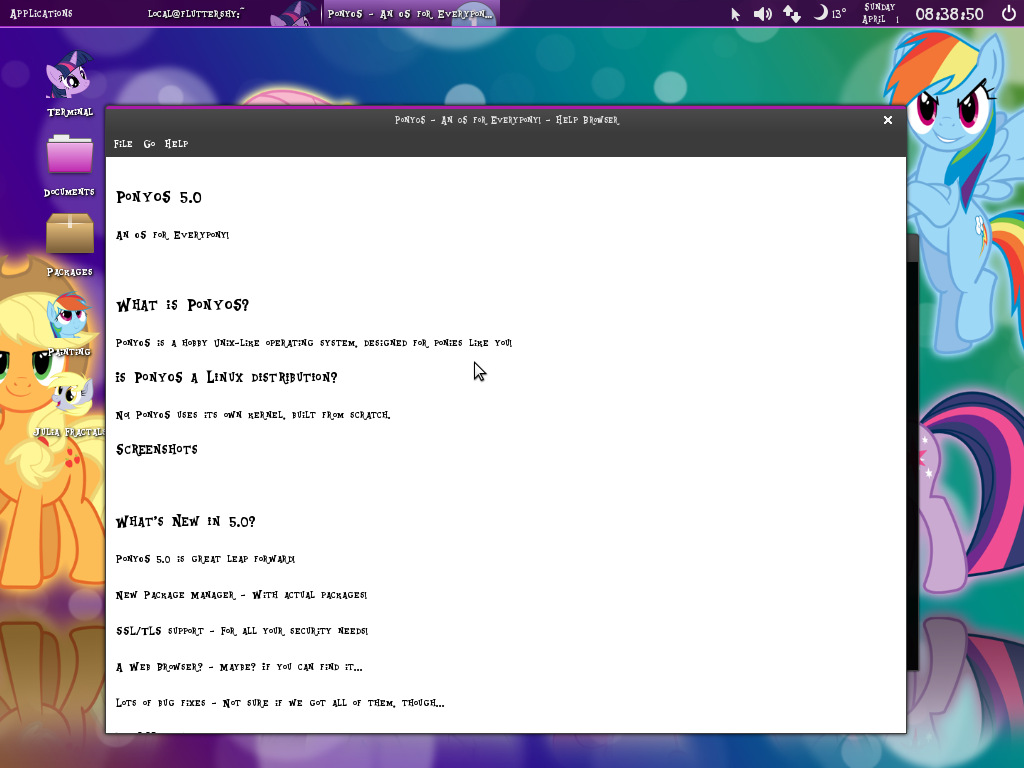 Applications
local@fluttershy:~
PonyOS - An OS for Everypon...
13°
Sunday
April 1
08:38:50
Terminal
Documents
Packages
Painting
Julia Fractals
PonyOS - An OS for Everypony! - Help Browser
File Go Help
PonyOS 5.0
An OS for Everypony!
What is PonyOS?
PonyOS is a hobby Unix-like operating system, designed for ponies like you!
Is PonyOS a Linux distribution?
No! PonyOS uses its own kernel, built from scratch.
Screenshots
What's New in 5.0?
PonyOS 5.0 is great leap forward!
New Package Manager - With actual packages!
SSL/TLS support - For all your security needs!
A Web Browser? - Maybe? If you can find it...
Lots of bug fixes - Not sure if we got all of them, though...